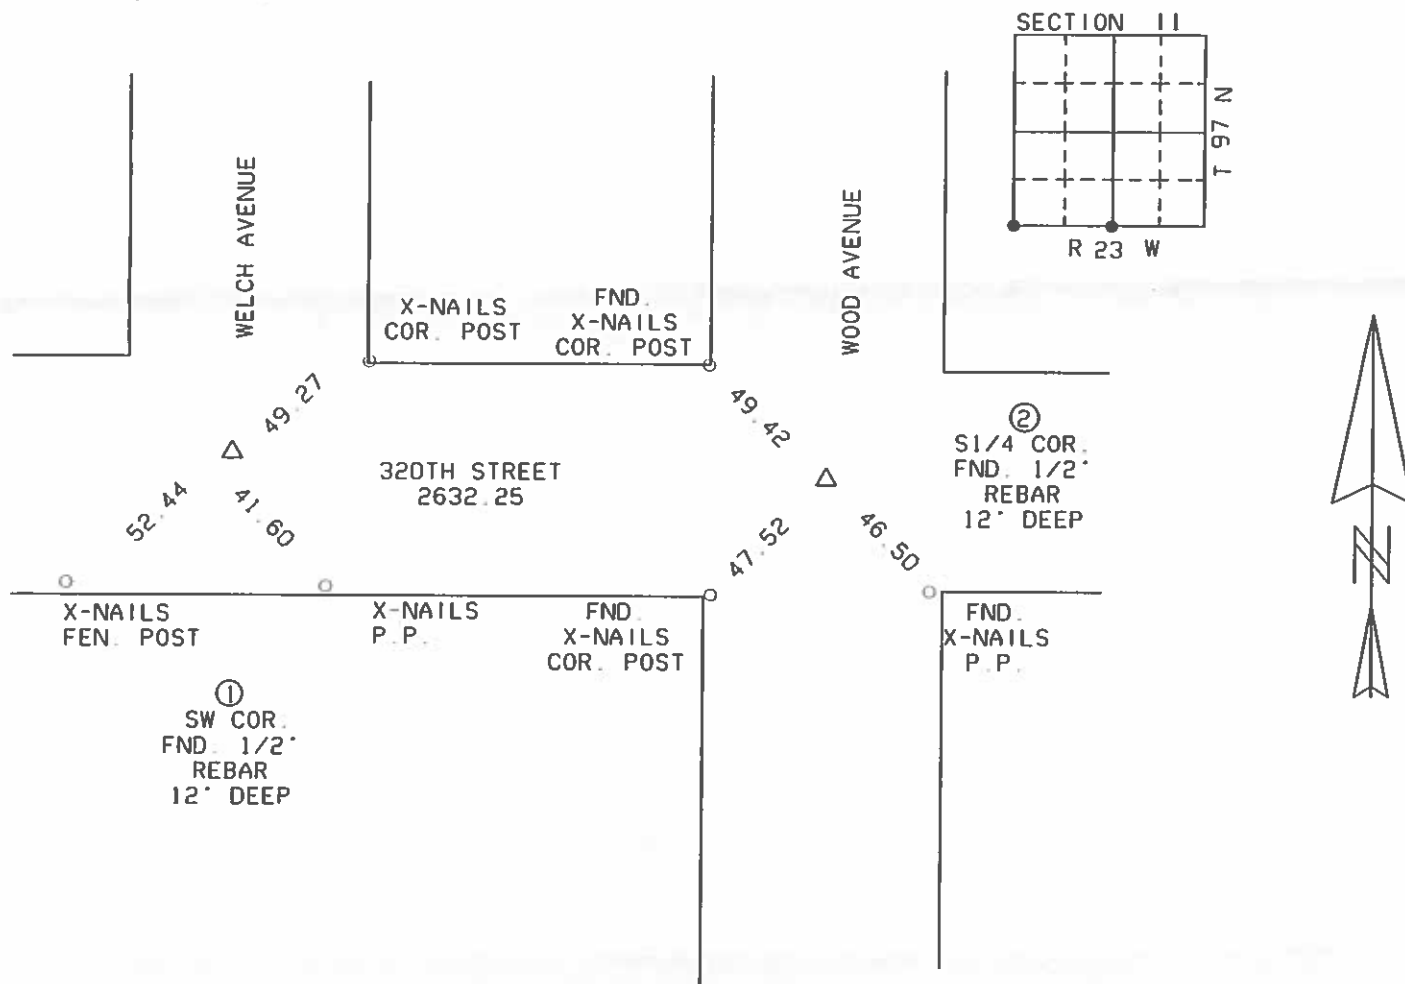 SECTION 11
T 97 N
R 23 W
WELCH AVENUE
WOOD AVENUE
X-NAILS
COR. POST
FND.
X-NAILS
COR. POST
49.27
49.42
52.44
41.60
320TH STREET
2632.25
47.52
46.50
②
S1/4 COR.
FND. 1/2"
REBAR
12" DEEP
N
X-NAILS
FEN. POST
X-NAILS
P.P.
FND.
X-NAILS
COR. POST
FND.
X-NAILS
P.P.
①
SW COR.
FND. 1/2"
REBAR
12" DEEP